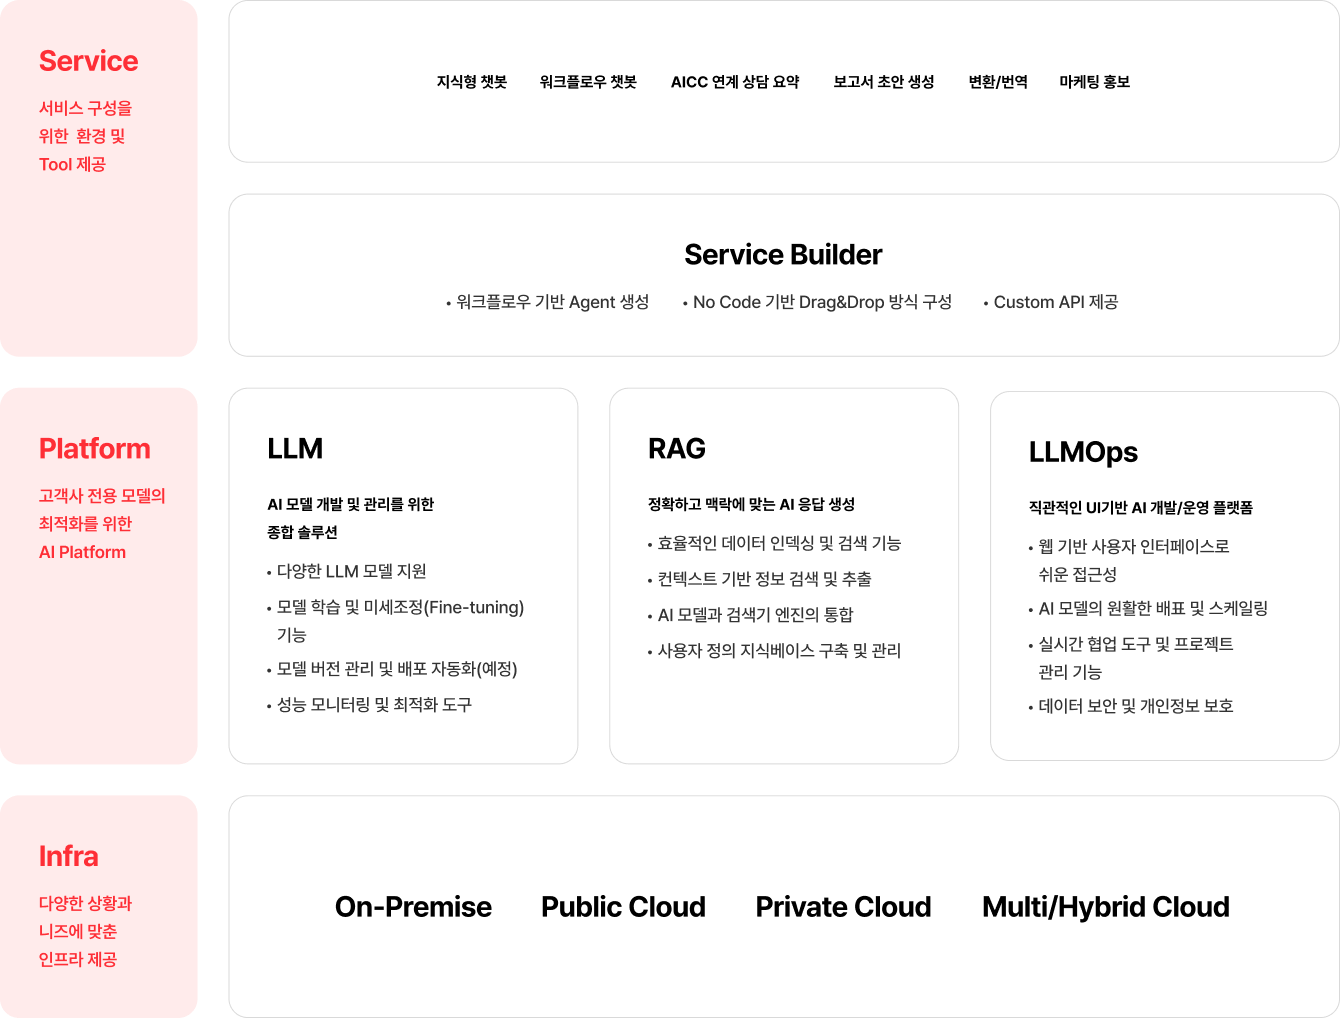 Service
서비스 구성을
위한 환경 및
Tool 제공
지식형 챗봇 워크플로우 챗봇 AICC 연계 상담 요약 보고서 초안 생성 변환/번역 마케팅 홍보
Service Builder
• 워크플로우 기반 Agent 생성 • No Code 기반 Drag&Drop 방식 구성 • Custom API 제공
Platform
고객사 전용 모델의
최적화를 위한
AI Platform
LLM
AI 모델 개발 및 관리를 위한
종합 솔루션
• 다양한 LLM 모델 지원
• 모델 학습 및 미세조정(Fine-tuning)
기능
• 모델 버전 관리 및 배포 자동화(예정)
• 성능 모니터링 및 최적화 도구
RAG
정확하고 맥락에 맞는 AI 응답 생성
• 효율적인 데이터 인덱싱 및 검색 기능
• 컨텍스트 기반 정보 검색 및 추출
• AI 모델과 검색기 엔진의 통합
• 사용자 정의 지식베이스 구축 및 관리
LLMOps
직관적인 UI기반 AI 개발/운영 플랫폼
• 웹 기반 사용자 인터페이스로
쉬운 접근성
• AI 모델의 원활한 배포 및 스케일링
• 실시간 협업 도구 및 프로젝트
관리 기능
• 데이터 보안 및 개인정보 보호
Infra
다양한 상황과
니즈에 맞춘
인프라 제공
On-Premise Public Cloud Private Cloud Multi/Hybrid Cloud